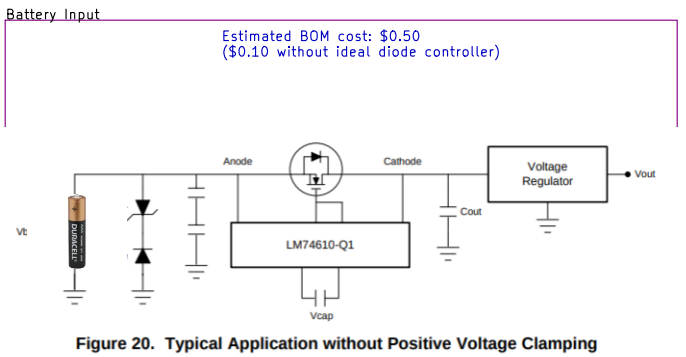 Battery Input
Estimated BOM cost: $0.50
($0.10 without ideal diode controller)
Anode
Cathode
Voltage
Regulator
Vout
Cout
DURACELL
LM74610-Q1
Vcap
Figure 20. Typical Application without Positive Voltage Clamping